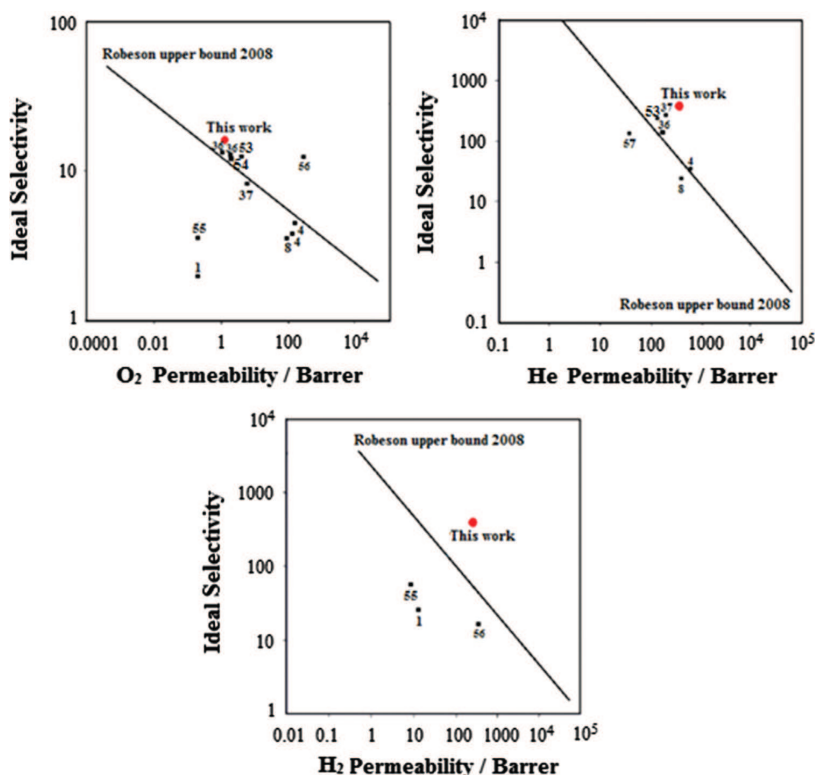 100
Robeson upper bound 2008
This work
36 36 53
54
10
56
37
55
4
4
8
1
1
0.0001 0.01 1 100 10⁴
Ideal Selectivity
O₂ Permeability / Barrer
10⁴
1000
This work
53 37
36
100
57
4
10
8
1
Robeson upper bound 2008
0.1
0.1 1 10 100 1000 10⁵
Ideal Selectivity
He Permeability / Barrer
10⁴
Robeson upper bound 2008
1000
This work
100
55
1
56
10
1
0.01 0.1 1 10 100 1000 10⁵
Ideal Selectivity
H₂ Permeability / Barrer